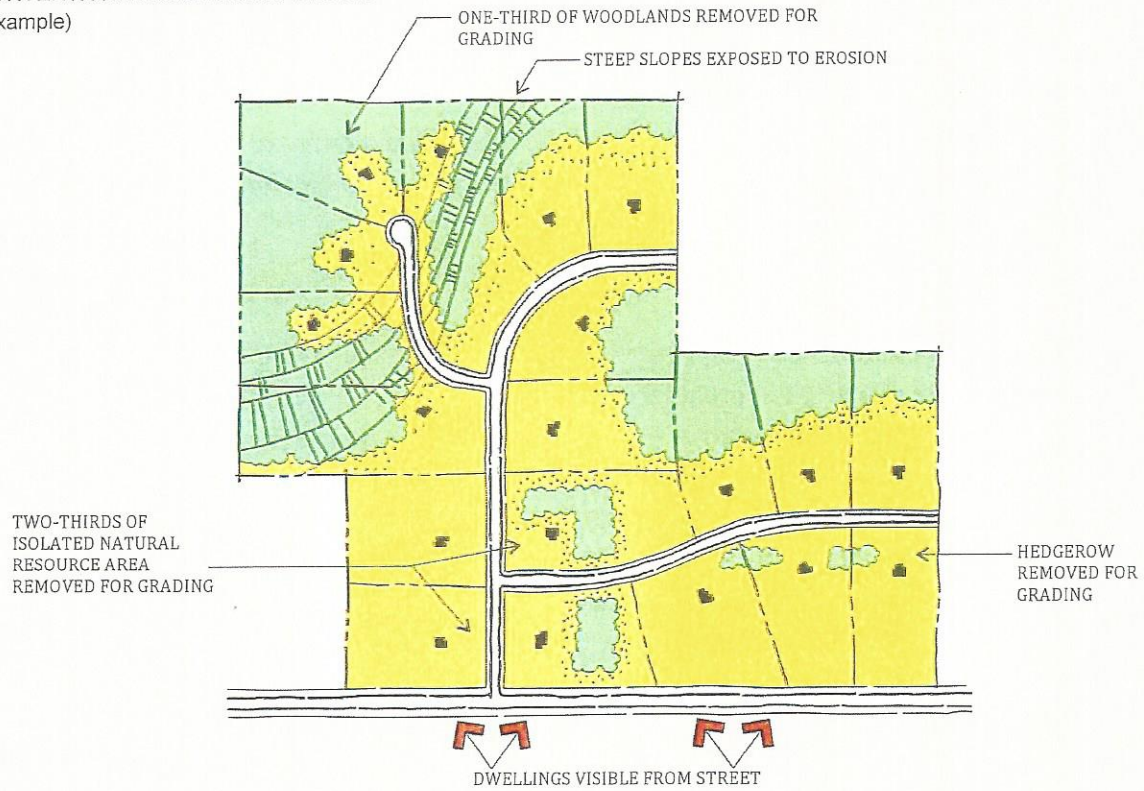 xample)
ONE-THIRD OF WOODLANDS REMOVED FOR
GRADING
STEEP SLOPES EXPOSED TO EROSION
TWO-THIRDS OF
ISOLATED NATURAL
RESOURCE AREA
REMOVED FOR GRADING
HEDGEROW
REMOVED FOR
GRADING
DWELLINGS VISIBLE FROM STREET